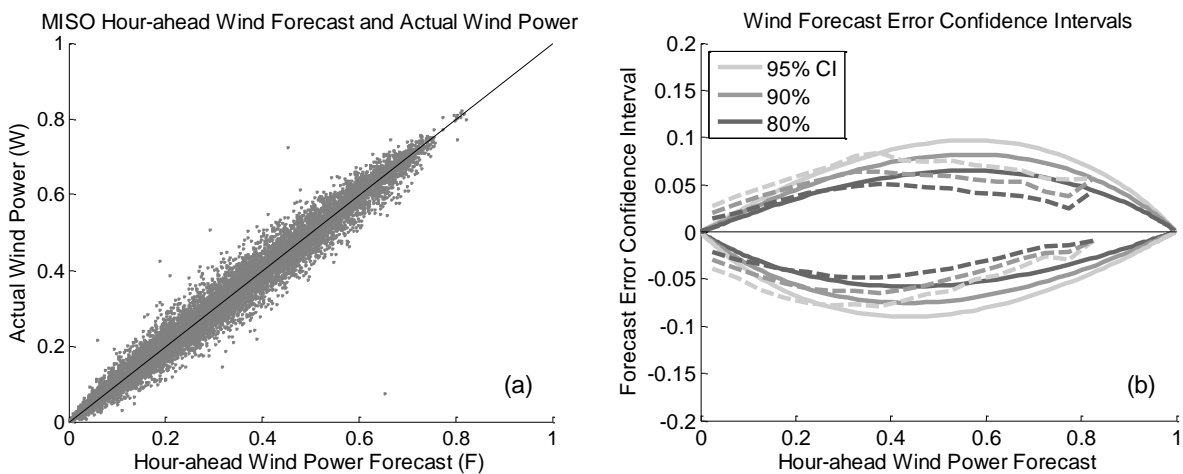 MISO Hour-ahead Wind Forecast and Actual Wind Power
1
0.8
0.6
0.4
0.2
0
Actual Wind Power (W)
0 0.2 0.4 0.6 0.8 1
Hour-ahead Wind Power Forecast (F)
(a)
Wind Forecast Error Confidence Intervals
0.2
0.15
0.1
0.05
0
-0.05
-0.1
-0.15
-0.2
Forecast Error Confidence Interval
95% CI
90%
80%
0 0.2 0.4 0.6 0.8 1
Hour-ahead Wind Power Forecast
(b)